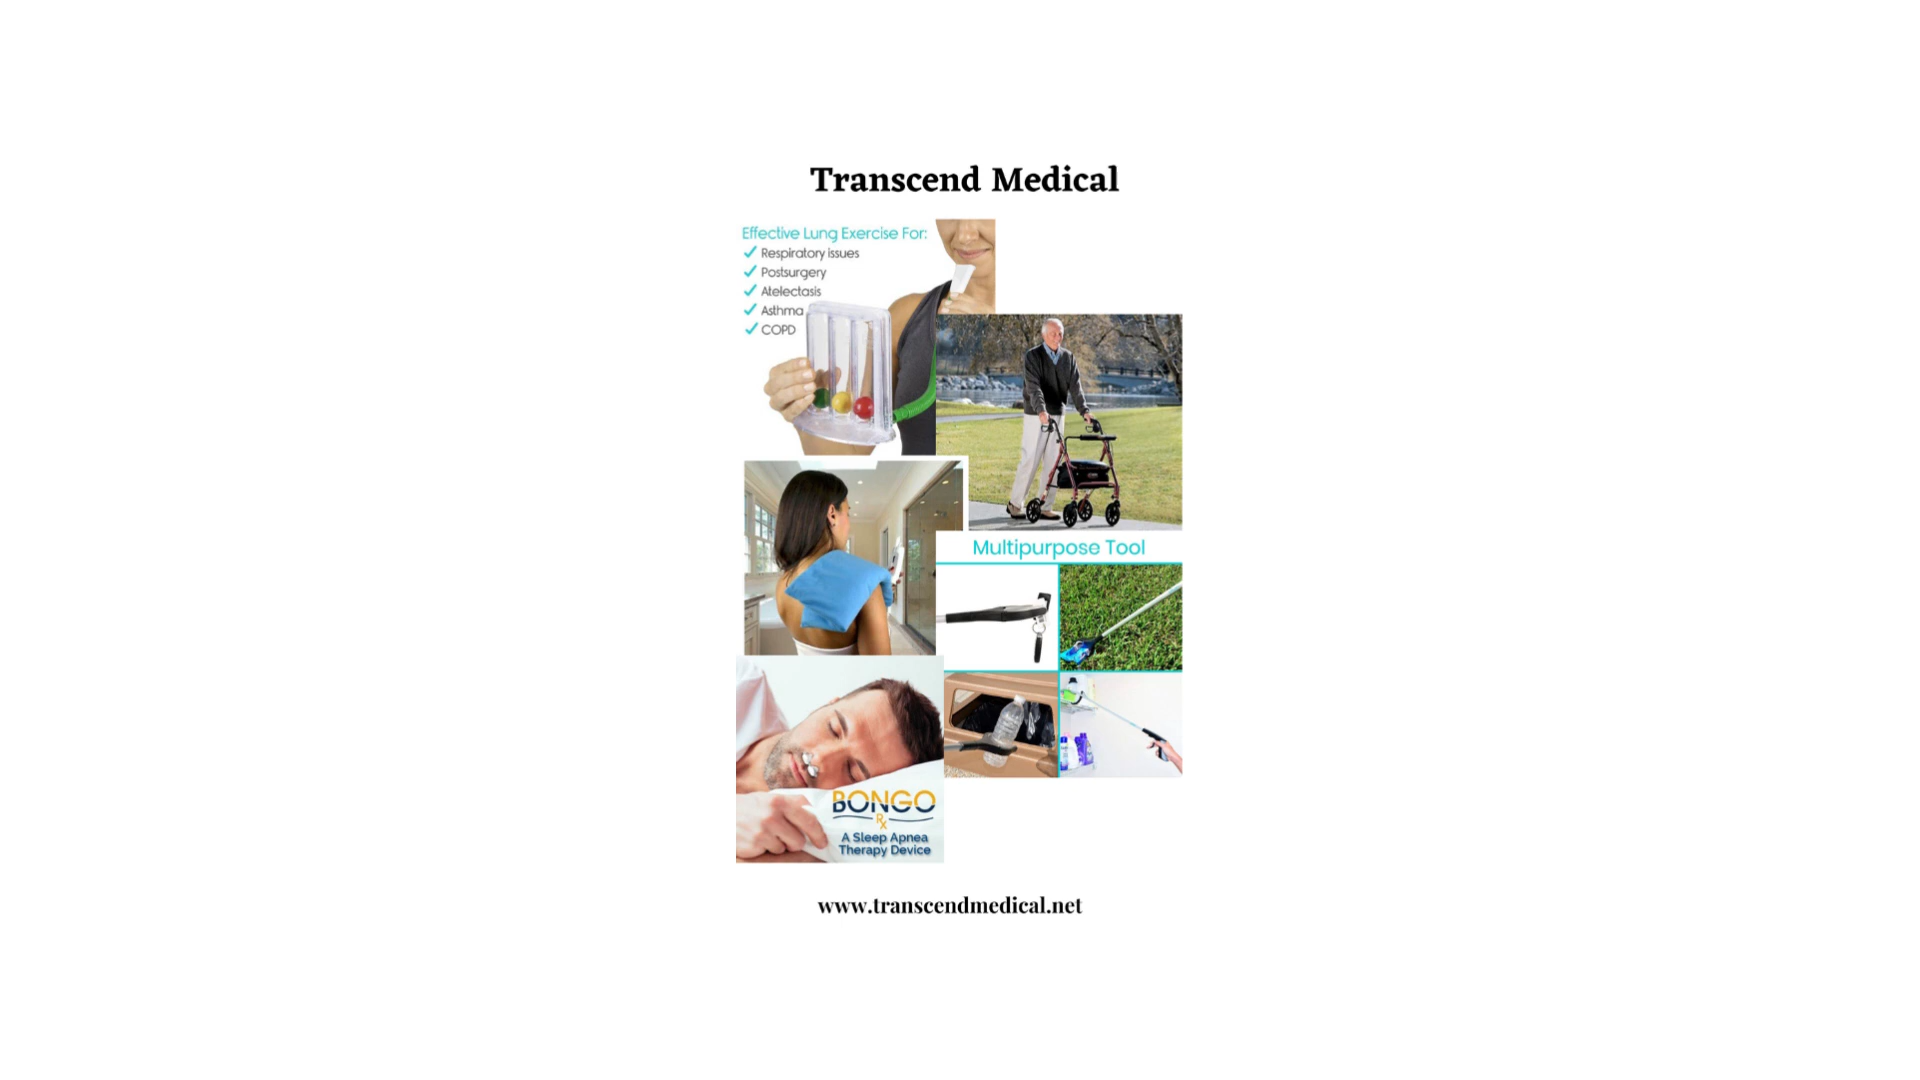 Transcend Medical
Effective Lung Exercise For:
Respiratory issues
Postsurgery
Atelectasis
Asthma
COPD
Multipurpose Tool
BONGO
Rx
A Sleep Apnea
Therapy Device
www.transcendmedical.net